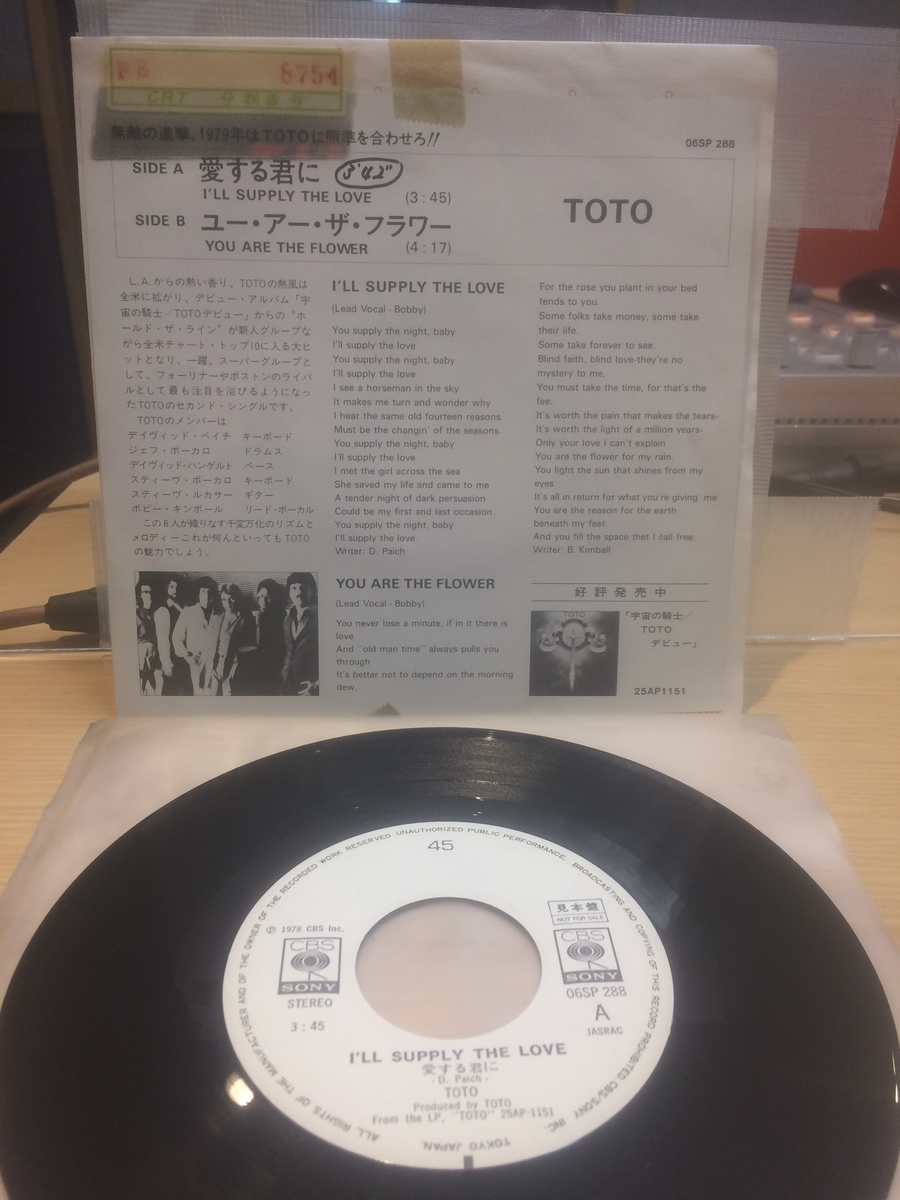 8754
CRT 分類番号
無敵の進撃、1979年はTOTOに照準を合わせろ!!
06SP 288
SIDE A 愛する君に 3'42"
I'LL SUPPLY THE LOVE (3:45)
SIDE B ユー・アー・ザ・フラワー
YOU ARE THE FLOWER (4:17)
TOTO
L.A.からの熱い香り、TOTOの熱風は
全米に拡がり、デビュー・アルバム「宇
宙の騎士/TOTOデビュー」からの〝ホ
ールド・ザ・ライン〟が新人グループな
がら全米チャート・トップ10に入る大ヒ
ットとなり、一躍、スーパーグループと
して、フォーリナーやボストンのライバ
ルとして最も注目を浴びるようになっ
たTOTOのセカンド・シングルです。
TOTOのメンバーは
デイヴィッド・ペイチ キーボード
ジェフ・ポーカロ ドラムス
デイヴィッド・ハンゲルト ベース
スティーヴ・ポーカロ キーボード
スティーヴ・ルカサー ギター
ボビー・キンボール リード・ボーカル
この6人が織りなす千変万化のリズムと
メロディーこれが何んといってもTOTO
の魅力でしょう。
I'LL SUPPLY THE LOVE
(Lead Vocal - Bobby)
You supply the night, baby
I'll supply the love
You supply the night, baby
I'll supply the love
I see a horseman in the sky
It makes me turn and wonder why
I hear the same old fourteen reasons
Must be the changin' of the seasons.
You supply the night, baby
I'll supply the love
I met the girl across the sea
She saved my life and came to me
A tender night of dark persuasion
Could be my first and last occasion.
You supply the night, baby
I'll supply the love.
Writer: D. Paich
YOU ARE THE FLOWER
(Lead Vocal - Bobby)
You never lose a minute, if in it there is
love
And "old man time" always pulls you
through
It's better not to depend on the morning
dew,
For the rose you plant in your bed
tends to you.
Some folks take money, some take
their life.
Some take forever to see
Blind faith, blind love-they're no
mystery to me,
You must take the time, for that's the
fee.
It's worth the pain that makes the tears-
It's worth the light of a million years-
Only your love I can't explain
You are the flower for my rain.
You light the sun that shines from my
eyes
It's all in return for what you're giving me
You are the reason for the earth
beneath my feet.
And you fill the space thet I call free.
Writer: B. Kimball
好評発売中
TOTO
「宇宙の騎士/
TOTO
デビュー」
25AP1151
ALL RIGHTS OF THE MANUFACTURER AND OF THE OWNER OF THE RECORDED WORK RESERVED UNAUTHORIZED PUBLIC PERFORMANCE, BROADCASTING AND COPYING OF THIS RECORD PROHIBITED CBS/SONY INC. TOKYO JAPAN.
45
℗ 1978 CBS Inc.
CBS
SONY
STEREO
3:45
見本盤
NOT FOR SALE
CBS
SONY
06SP 288
A
JASRAC
I'LL SUPPLY THE LOVE
愛する君に
- D. Paich -
TOTO
Produced by TOTO
From the LP, "TOTO" 25AP-1151